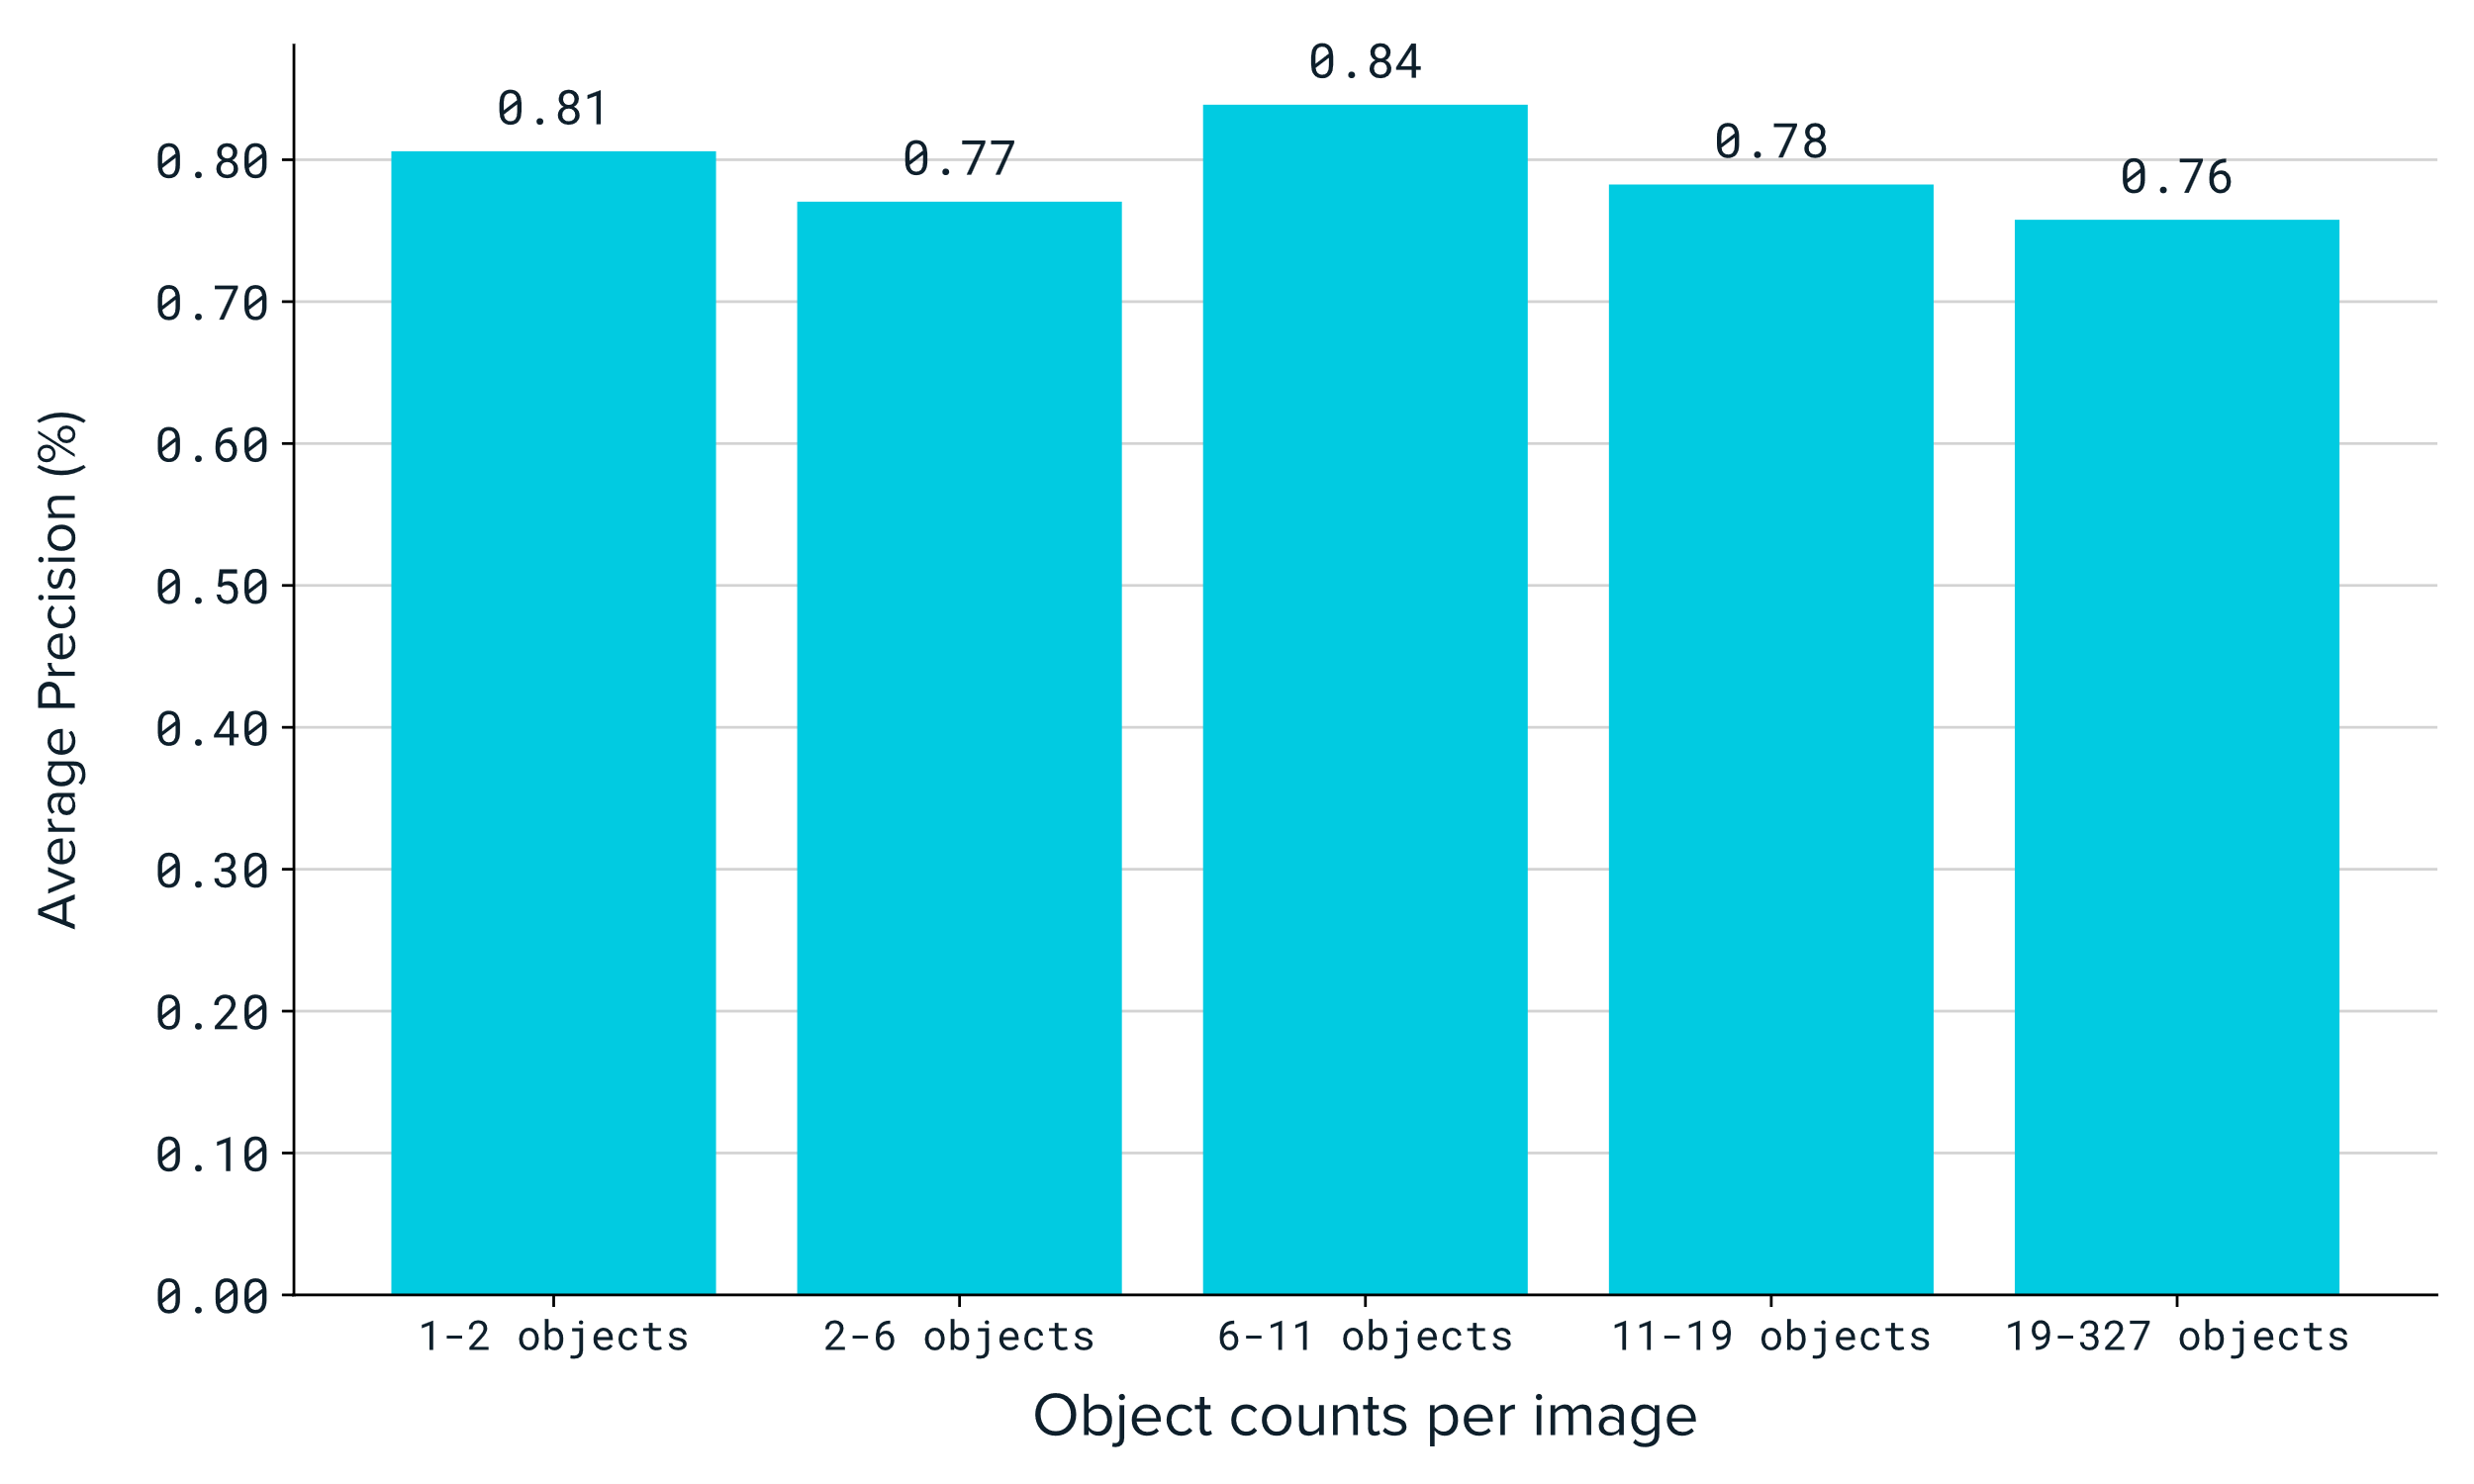 0.84
0.81
0.78
0.77
0.76
0.80
0.70
0.60
0.50
0.40
0.30
0.20
0.10
0.00
Average Precision (%)
1-2 objects
2-6 objects
6-11 objects
11-19 objects
19-327 objects
Object counts per image